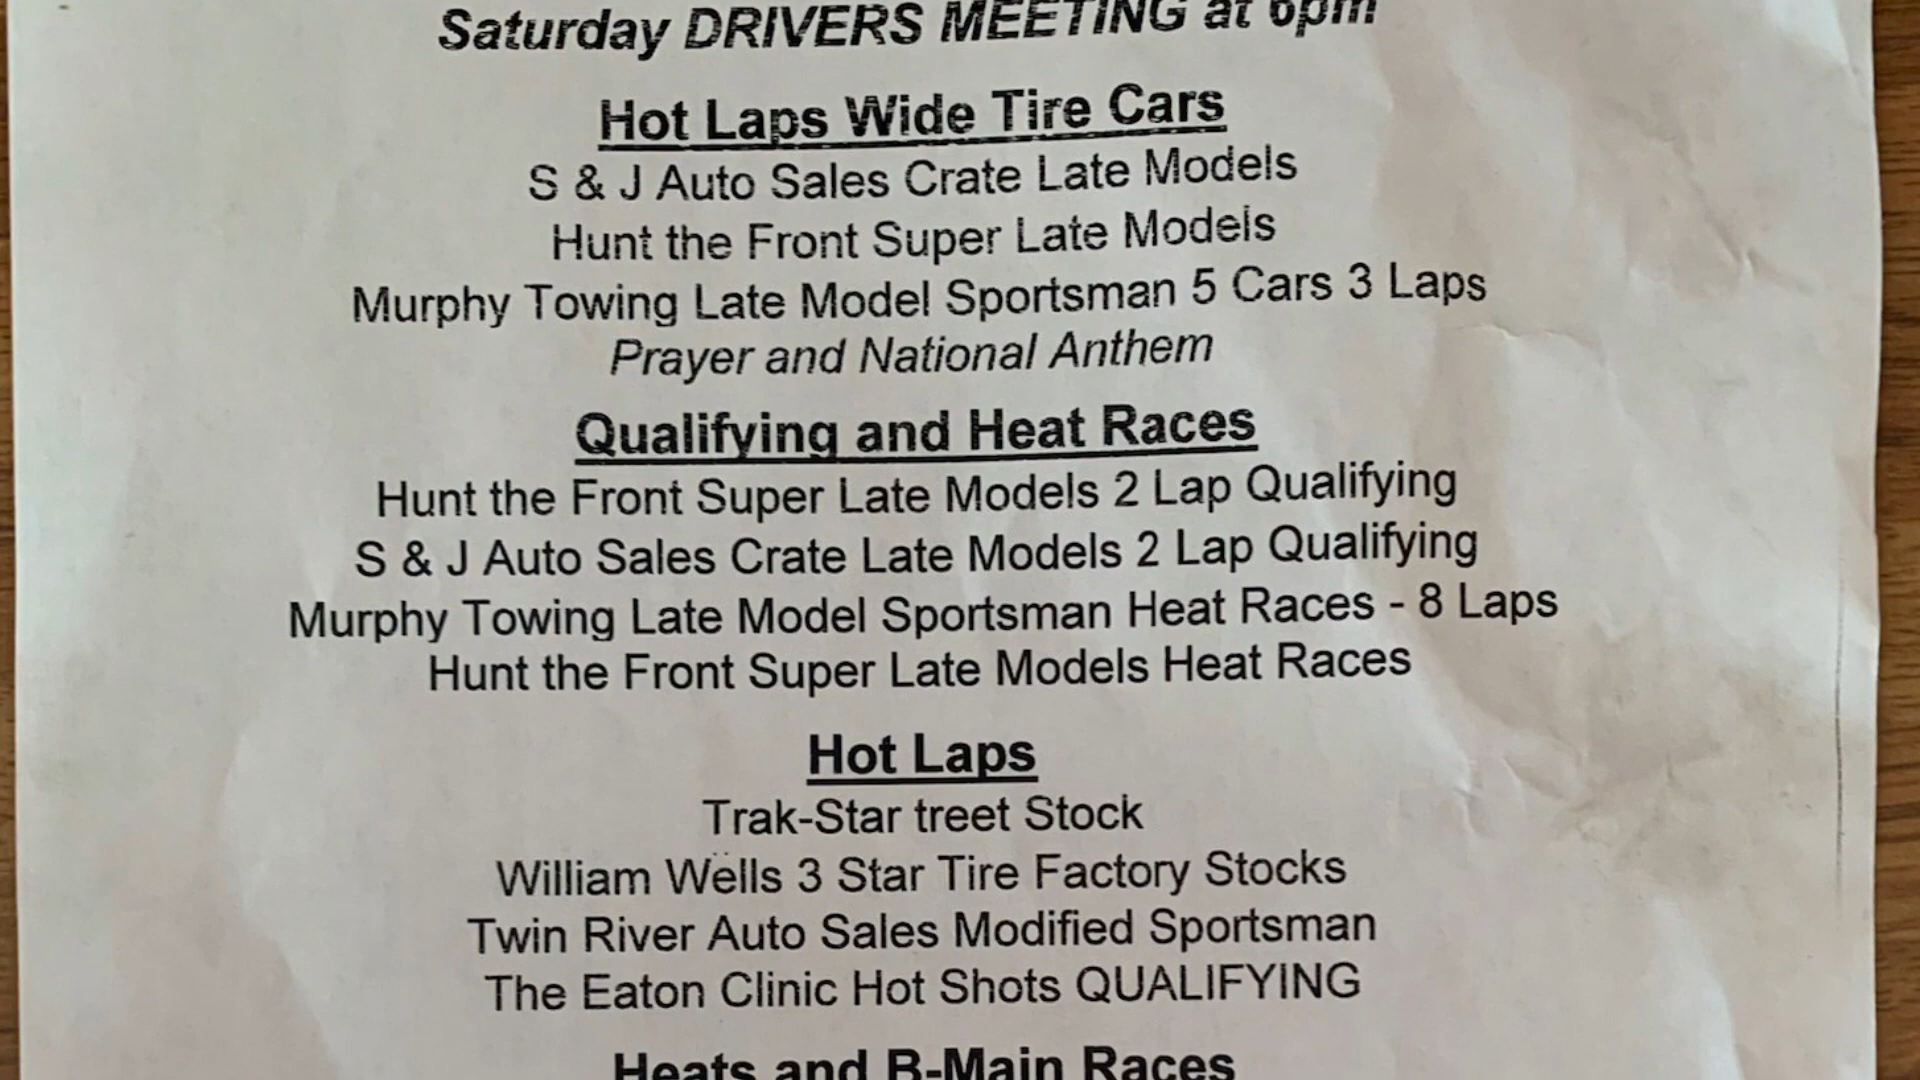 Saturday DRIVERS MEETING at 6pm
Hot Laps Wide Tire Cars
S & J Auto Sales Crate Late Models
Hunt the Front Super Late Models
Murphy Towing Late Model Sportsman 5 Cars 3 Laps
Prayer and National Anthem
Qualifying and Heat Races
Hunt the Front Super Late Models 2 Lap Qualifying
S & J Auto Sales Crate Late Models 2 Lap Qualifying
Murphy Towing Late Model Sportsman Heat Races - 8 Laps
Hunt the Front Super Late Models Heat Races
Hot Laps
Trak-Star treet Stock
William Wells 3 Star Tire Factory Stocks
Twin River Auto Sales Modified Sportsman
The Eaton Clinic Hot Shots QUALIFYING
Heats and B-Main Races